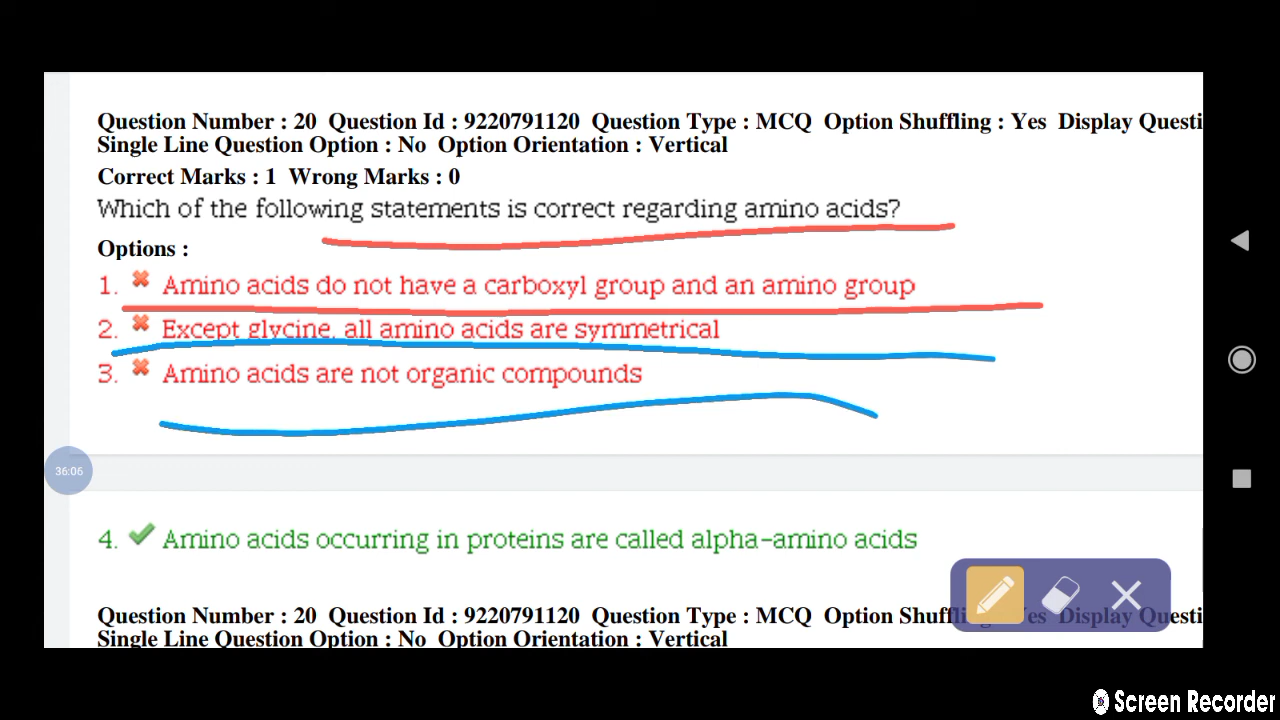 Question Number : 20 Question Id : 9220791120 Question Type : MCQ Option Shuffling : Yes Display Questi
Single Line Question Option : No Option Orientation : Vertical
Correct Marks : 1 Wrong Marks : 0
Which of the following statements is correct regarding amino acids?
Options :
1. Amino acids do not have a carboxyl group and an amino group
2. Except glycine, all amino acids are symmetrical
3. Amino acids are not organic compounds
36:06
4. Amino acids occurring in proteins are called alpha-amino acids
Question Number : 20 Question Id : 9220791120 Question Type : MCQ Option Shuffling : Yes Display Questi
Single Line Question Option : No Option Orientation : Vertical
Screen Recorder